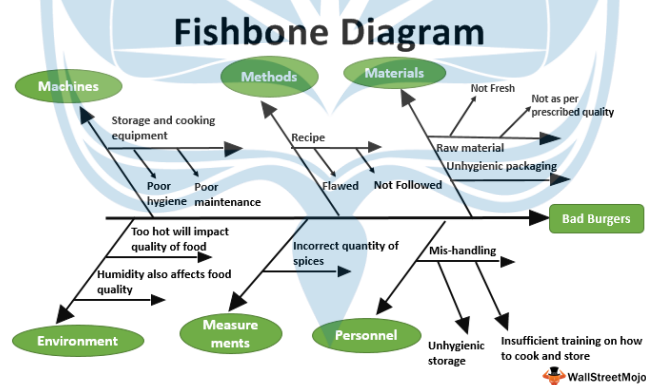 Fishbone Diagram
Machines
Methods
Materials
Storage and cooking
equipment
Poor
hygiene
Poor
maintenance
Recipe
Flawed
Not Followed
Not Fresh
Not as per
prescribed quality
Raw material
Unhygienic packaging
Bad Burgers
Too hot will impact
quality of food
Humidity also affects food
quality
Environment
Incorrect quantity of
spices
Measure
ments
Mis-handling
Unhygienic
storage
Insufficient training on how
to cook and store
Personnel
WallStreetMojo